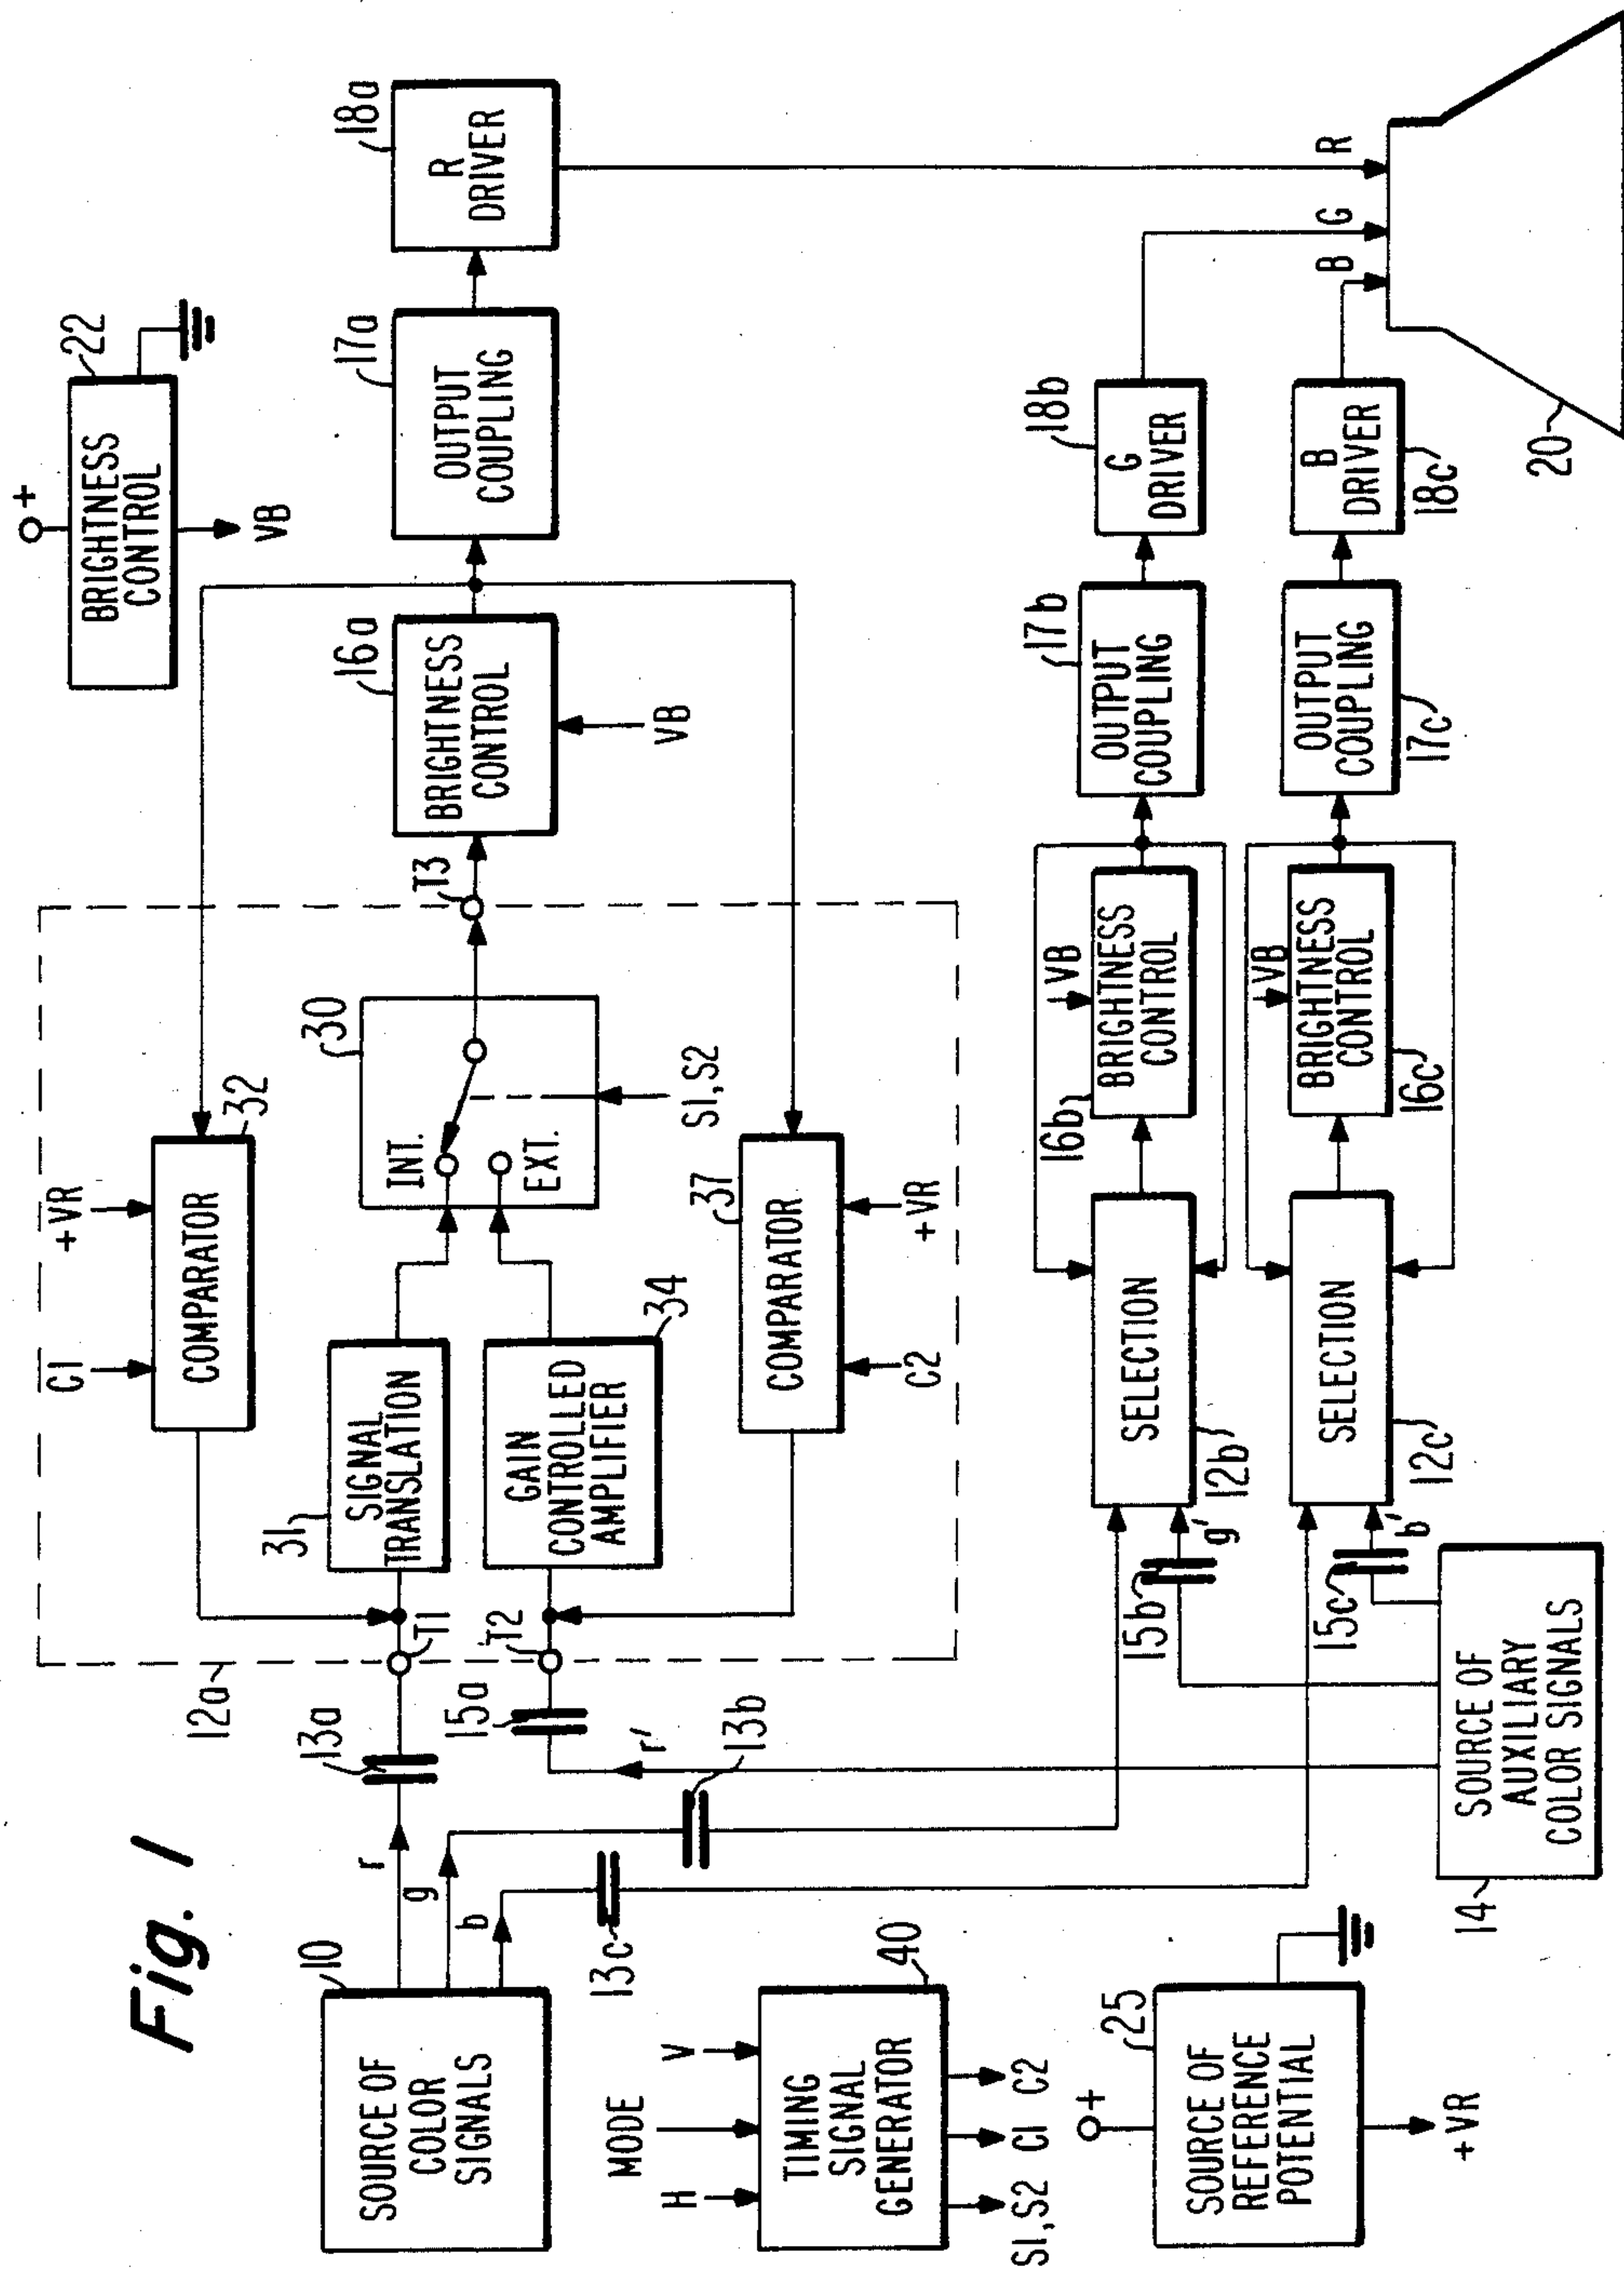 Fig. 1
10
SOURCE OF
COLOR
SIGNALS
r
g
b
13a
13b
13c
12a
T1
T2
15a
r'
C1
+VR
COMPARATOR
32
31
SIGNAL
TRANSLATION
GAIN
CONTROLLED
AMPLIFIER
34
INT.
EXT.
30
S1,S2
37
COMPARATOR
C2
+VR
T3
16a
BRIGHTNESS
CONTROL
VB
+
22
BRIGHTNESS
CONTROL
VB
17a
OUTPUT
COUPLING
18a
R
DRIVER
H
MODE
V
TIMING
SIGNAL
GENERATOR
40
S1,S2
C1
C2
+
25
SOURCE OF
REFERENCE
POTENTIAL
+VR
14
SOURCE OF
AUXILIARY
COLOR SIGNALS
15b
g'
15c
b'
SELECTION
12b
SELECTION
12c
16b
VB
BRIGHTNESS
CONTROL
VB
BRIGHTNESS
CONTROL
16c
17b
OUTPUT
COUPLING
OUTPUT
COUPLING
17c
18b
G
DRIVER
B
DRIVER
18c
B
G
R
20